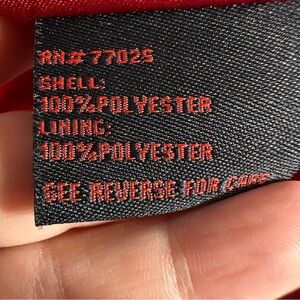 RN# 77025
SHELL:
100%POLYESTER
LINING:
100%POLYESTER
SEE REVERSE FOR CARE